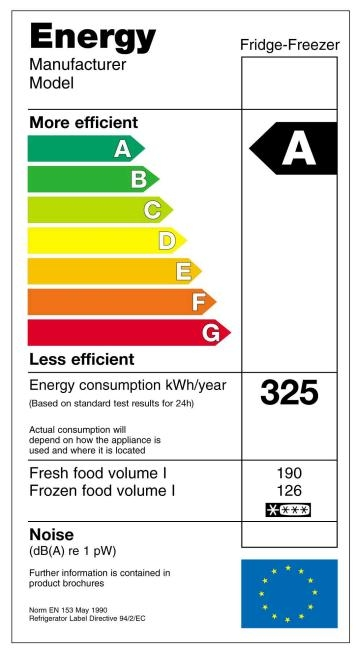 Energy
Fridge-Freezer
Manufacturer
Model
More efficient
A
A
B
C
D
E
F
G
Less efficient
Energy consumption kWh/year
325
(Based on standard test results for 24h)
Actual consumption will
depend on how the appliance is
used and where it is located
Fresh food volume l
190
Frozen food volume l
126
Noise
(dB(A) re 1 pW)
Further information is contained in
product brochures
Norm EN 153 May 1990
Refrigerator Label Directive 94/2/EC